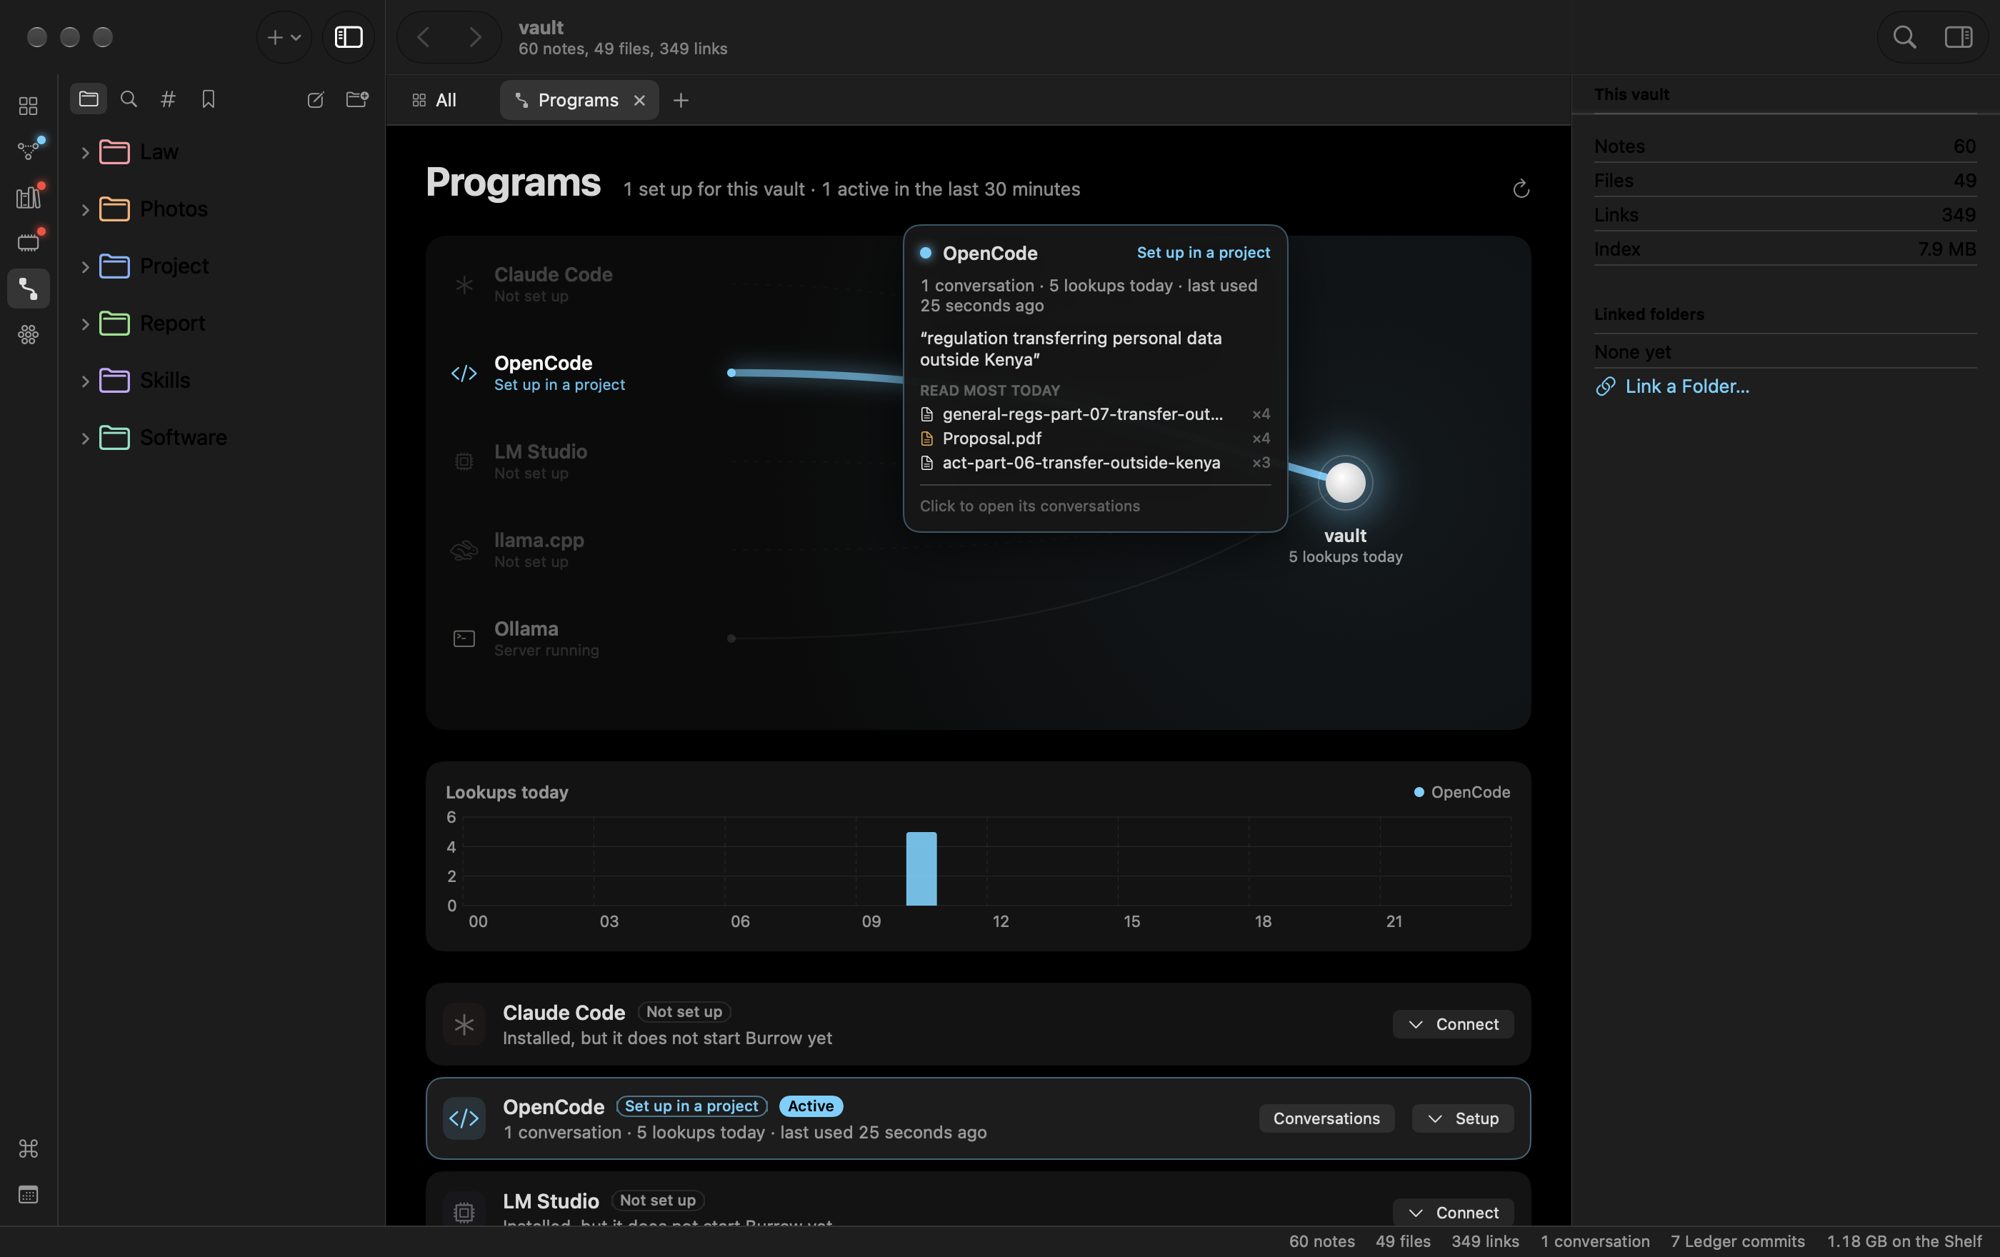 vault
60 notes, 49 files, 349 links
All
Programs
Law
Photos
Project
Report
Skills
Software
Programs
1 set up for this vault · 1 active in the last 30 minutes
Claude Code
Not set up
OpenCode
Set up in a project
LM Studio
Not set up
llama.cpp
Not set up
Ollama
Server running
OpenCode
Set up in a project
1 conversation · 5 lookups today · last used
25 seconds ago
“regulation transferring personal data
outside Kenya”
READ MOST TODAY
general-regs-part-07-transfer-out... ×4
Proposal.pdf ×4
act-part-06-transfer-outside-kenya ×3
Click to open its conversations
vault
5 lookups today
Lookups today
OpenCode
6
4
2
0
00 03 06 09 12 15 18 21
Claude Code
Not set up
Installed, but it does not start Burrow yet
Connect
OpenCode
Set up in a project
Active
1 conversation · 5 lookups today · last used 25 seconds ago
Conversations
Setup
LM Studio
Not set up
Installed, but it does not start Burrow yet
Connect
This vault
Notes 60
Files 49
Links 349
Index 7.9 MB
Linked folders
None yet
Link a Folder...
60 notes 49 files 349 links 1 conversation 7 Ledger commits 1.18 GB on the Shelf